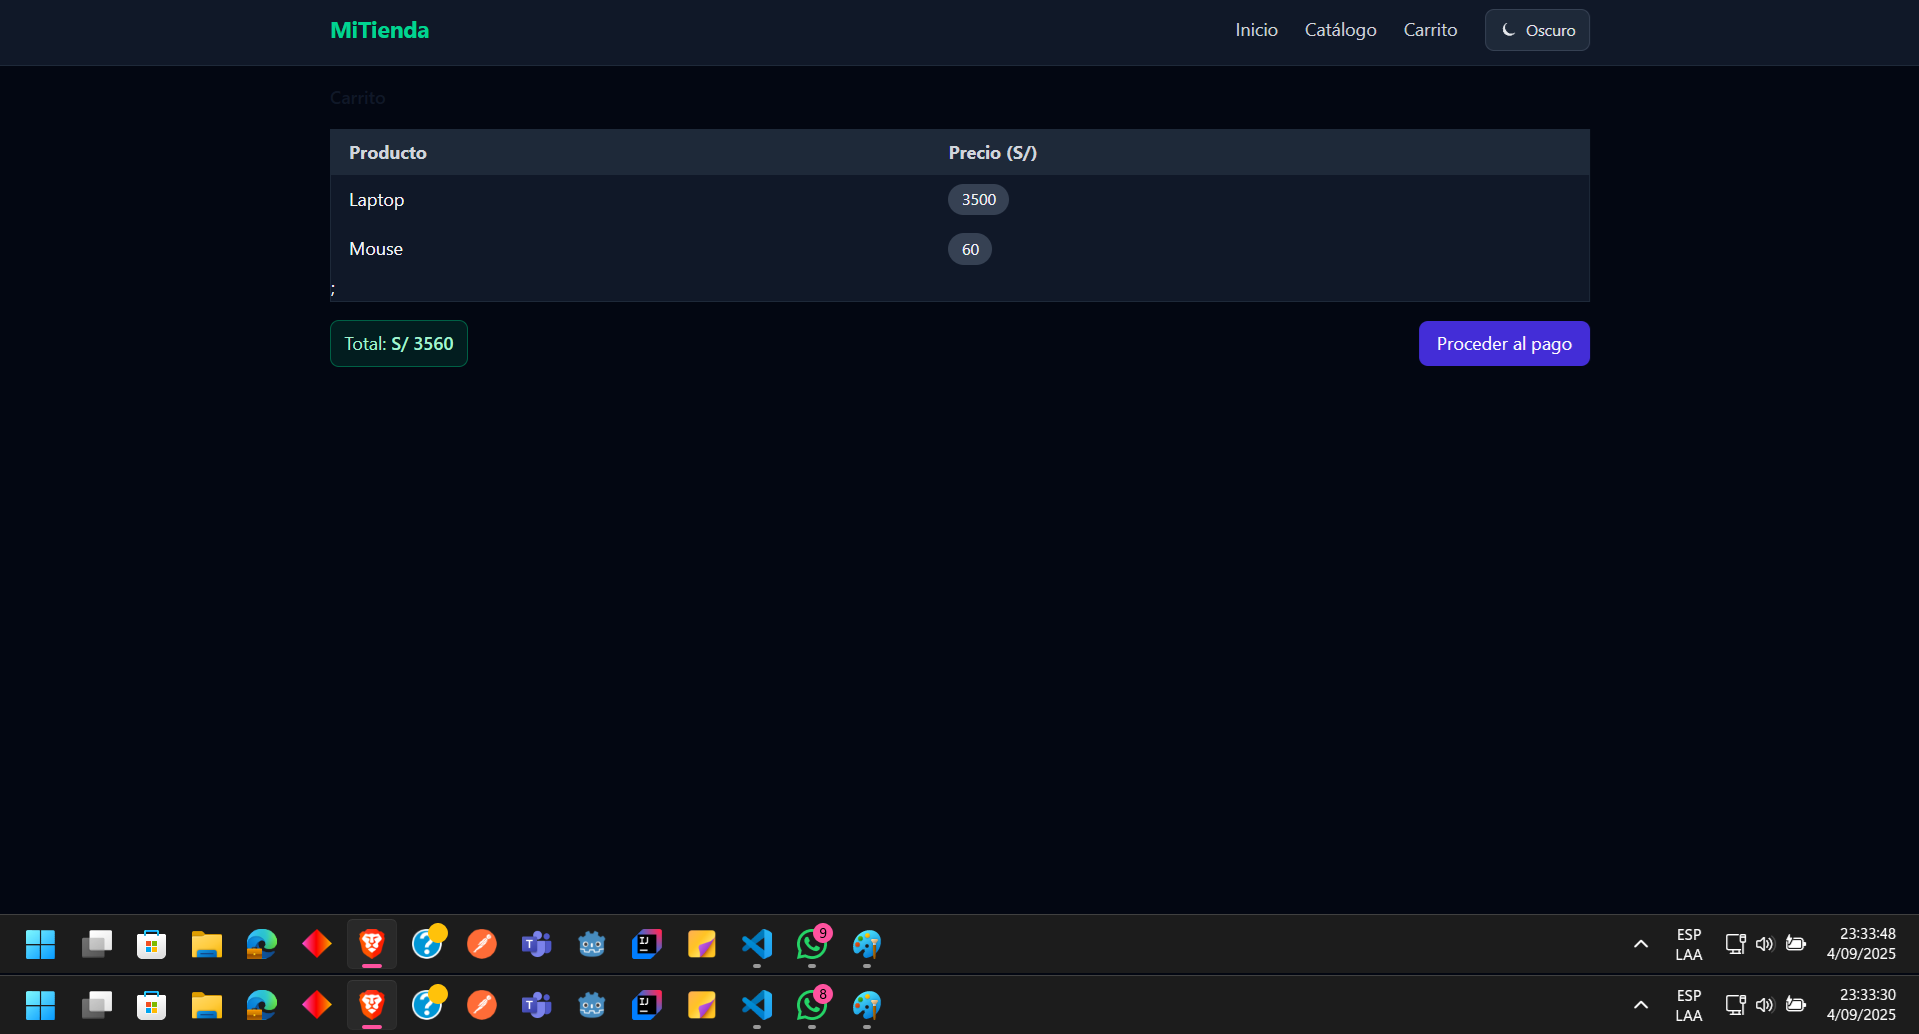 MiTienda
Inicio Catálogo Carrito Oscuro
Carrito
Producto Precio (S/)
Laptop 3500
Mouse 60
;
Total: S/ 3560 Proceder al pago
9
ESP
LAA
23:33:48
4/09/2025
8
ESP
LAA
23:33:30
4/09/2025